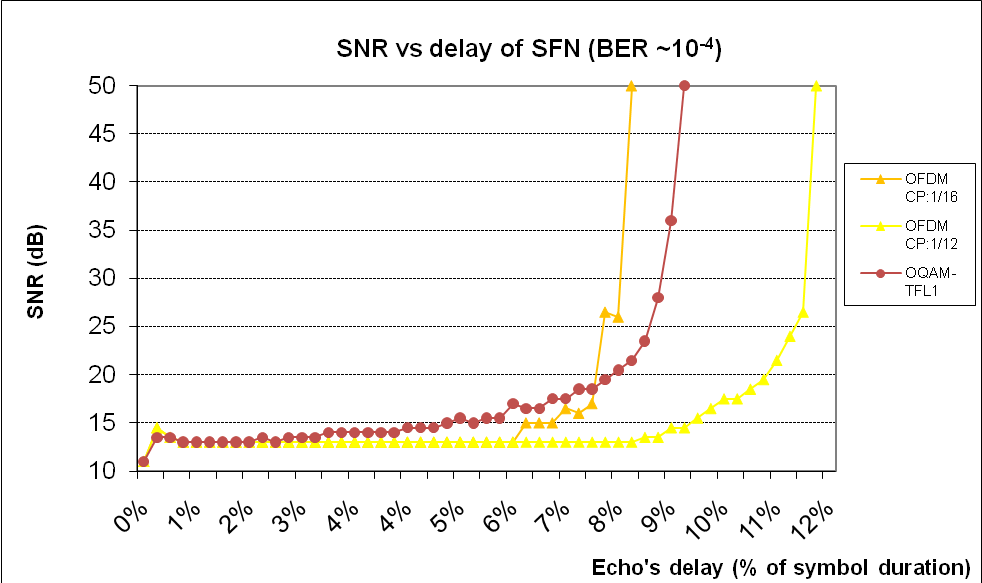 SNR vs delay of SFN (BER ~10-4)
50
45
40
35
30
25
20
15
10
SNR (dB)
0%
1%
2%
3%
4%
4%
5%
6%
7%
8%
9%
10%
11%
12%
Echo's delay (% of symbol duration)
OFDM
CP:1/16
OFDM
CP:1/12
OQAM-
TFL1